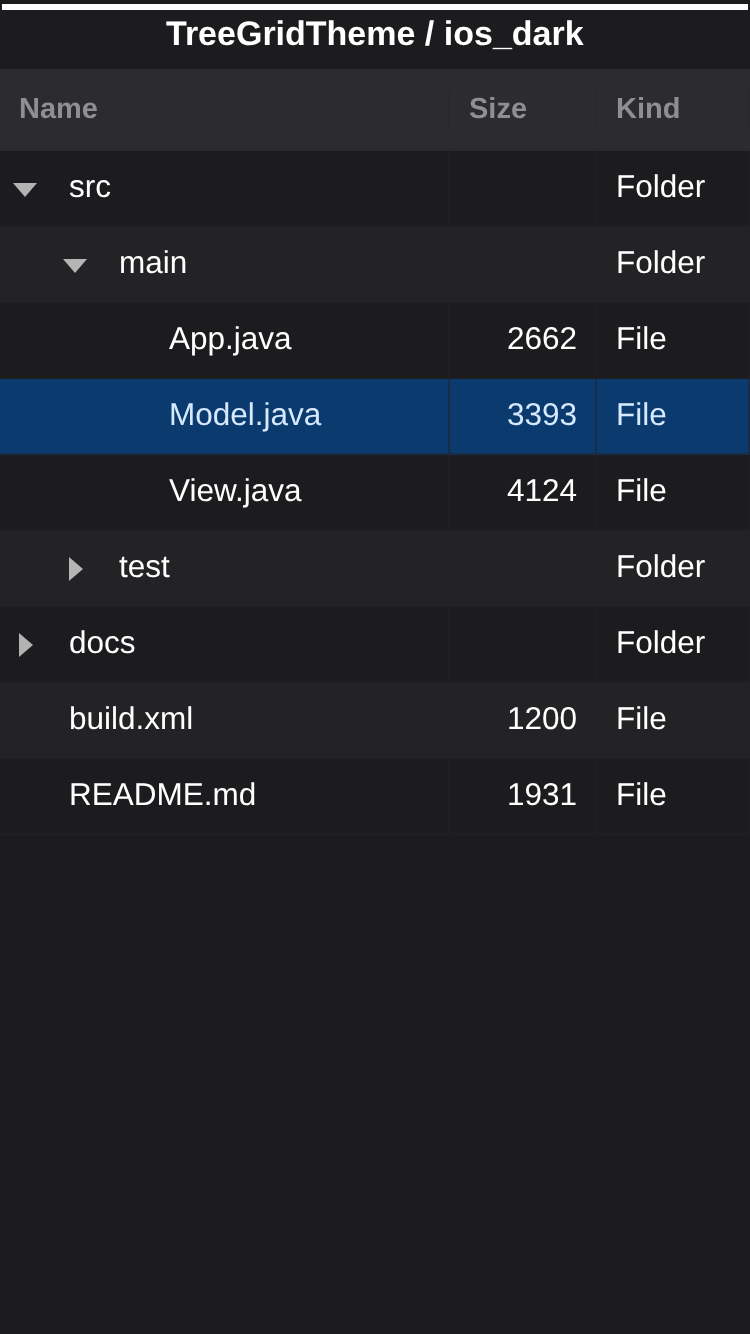 TreeGridTheme / ios_dark
Name Size Kind
src Folder
main Folder
App.java 2662 File
Model.java 3393 File
View.java 4124 File
test Folder
docs Folder
build.xml 1200 File
README.md 1931 File